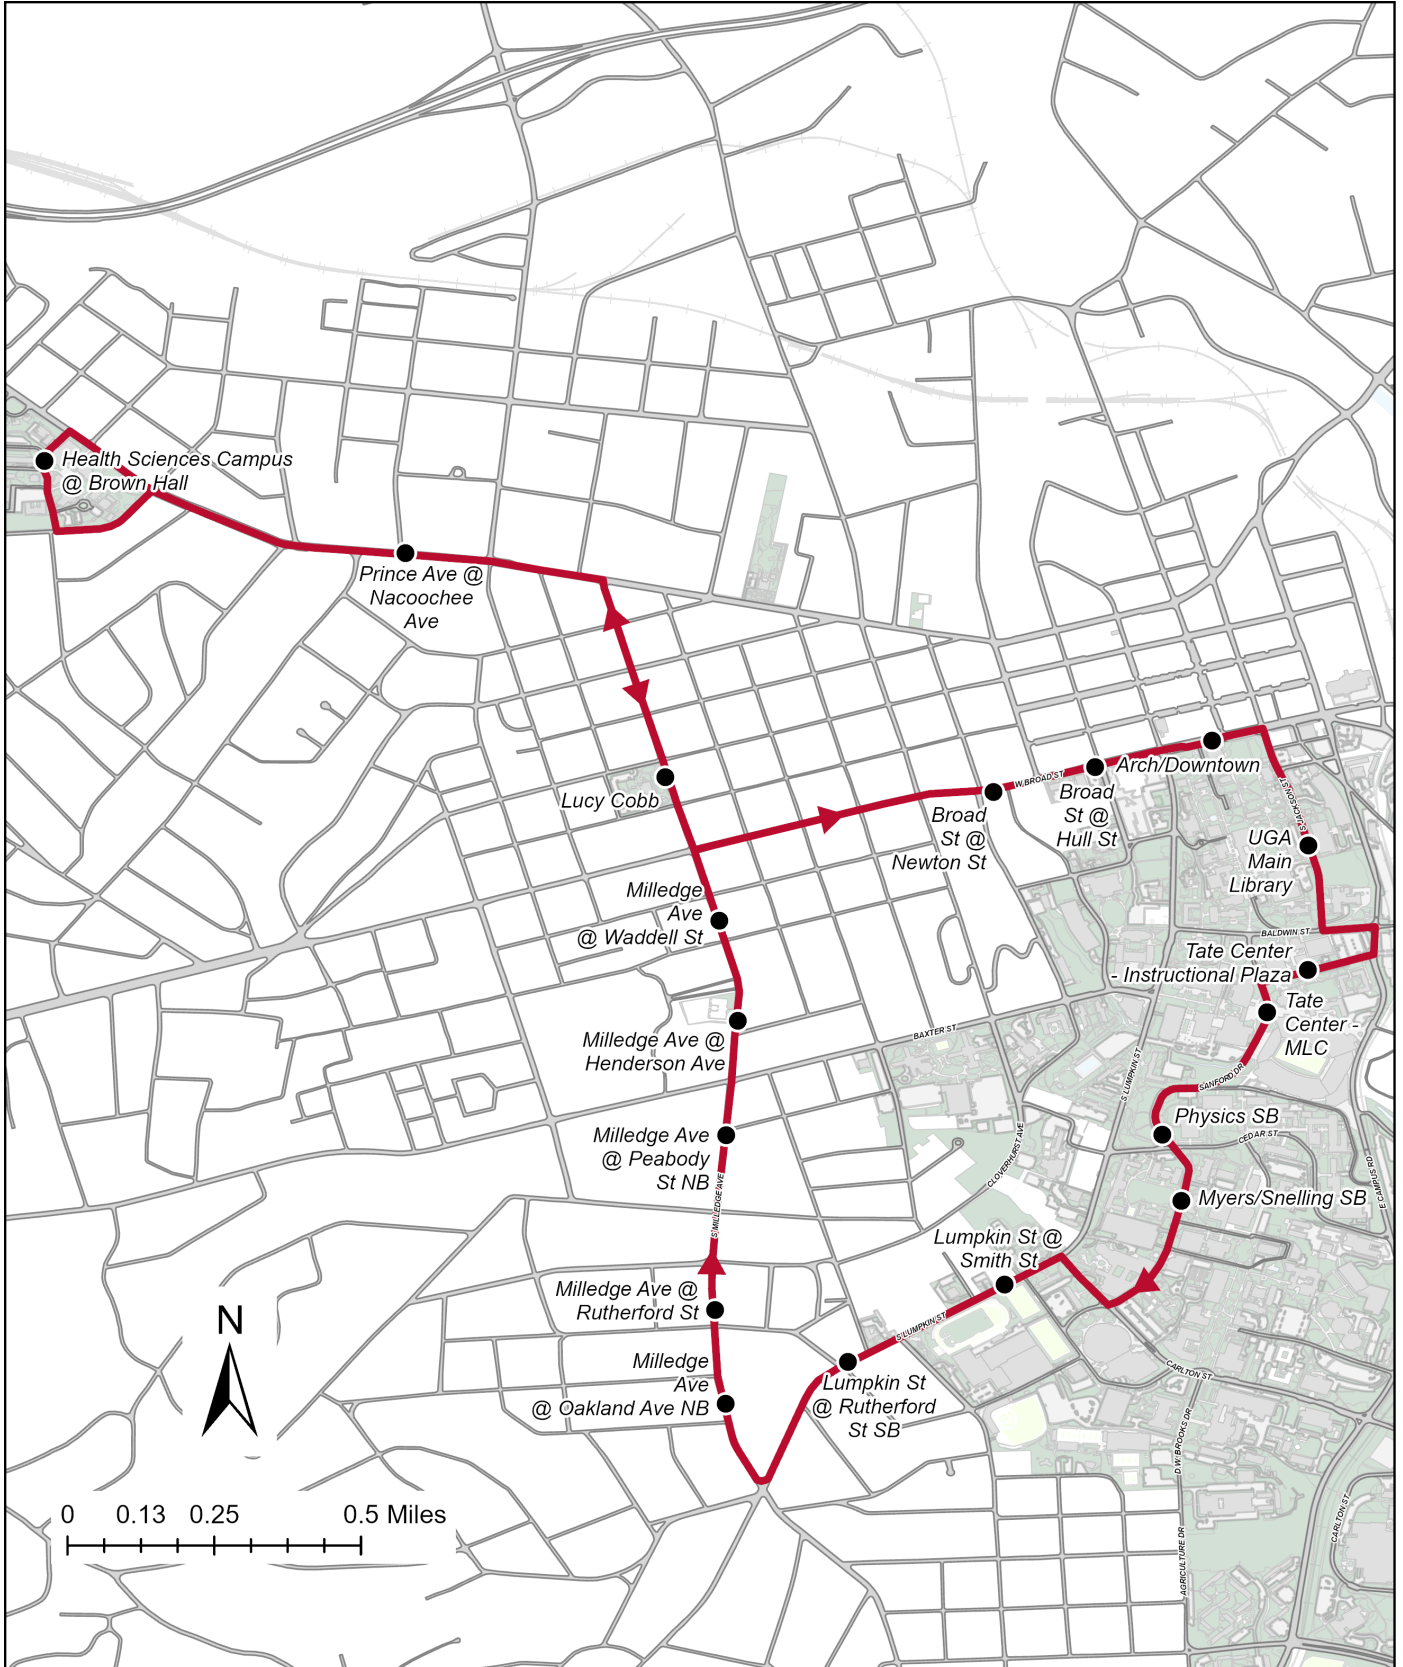 Health Sciences Campus
@ Brown Hall
Prince Ave @
Nacoochee
Ave
Lucy Cobb
W BROAD ST
Arch/Downtown
Broad
St @
Hull St
Broad
St @
Newton St
S JACKSON ST
UGA
Main
Library
Milledge
Ave
@ Waddell St
BALDWIN ST
Tate Center
- Instructional Plaza
Tate
Center -
MLC
Milledge Ave @
Henderson Ave
BAXTER ST
S LUMPKIN ST
SANFORD DR
Physics SB
CEDAR ST
Milledge Ave
@ Peabody
St NB
CLOVERHURST AVE
E CAMPUS RD
S MILLEDGE AVE
Myers/Snelling SB
Lumpkin St @
Smith St
Milledge Ave @
Rutherford St
S LUMPKIN ST
Milledge
Ave
@ Oakland Ave NB
Lumpkin St
@ Rutherford
St SB
CARLTON ST
D.W. BROOKS DR
CARLTON ST
AGRICULTURE DR
N
0 0.13 0.25 0.5 Miles